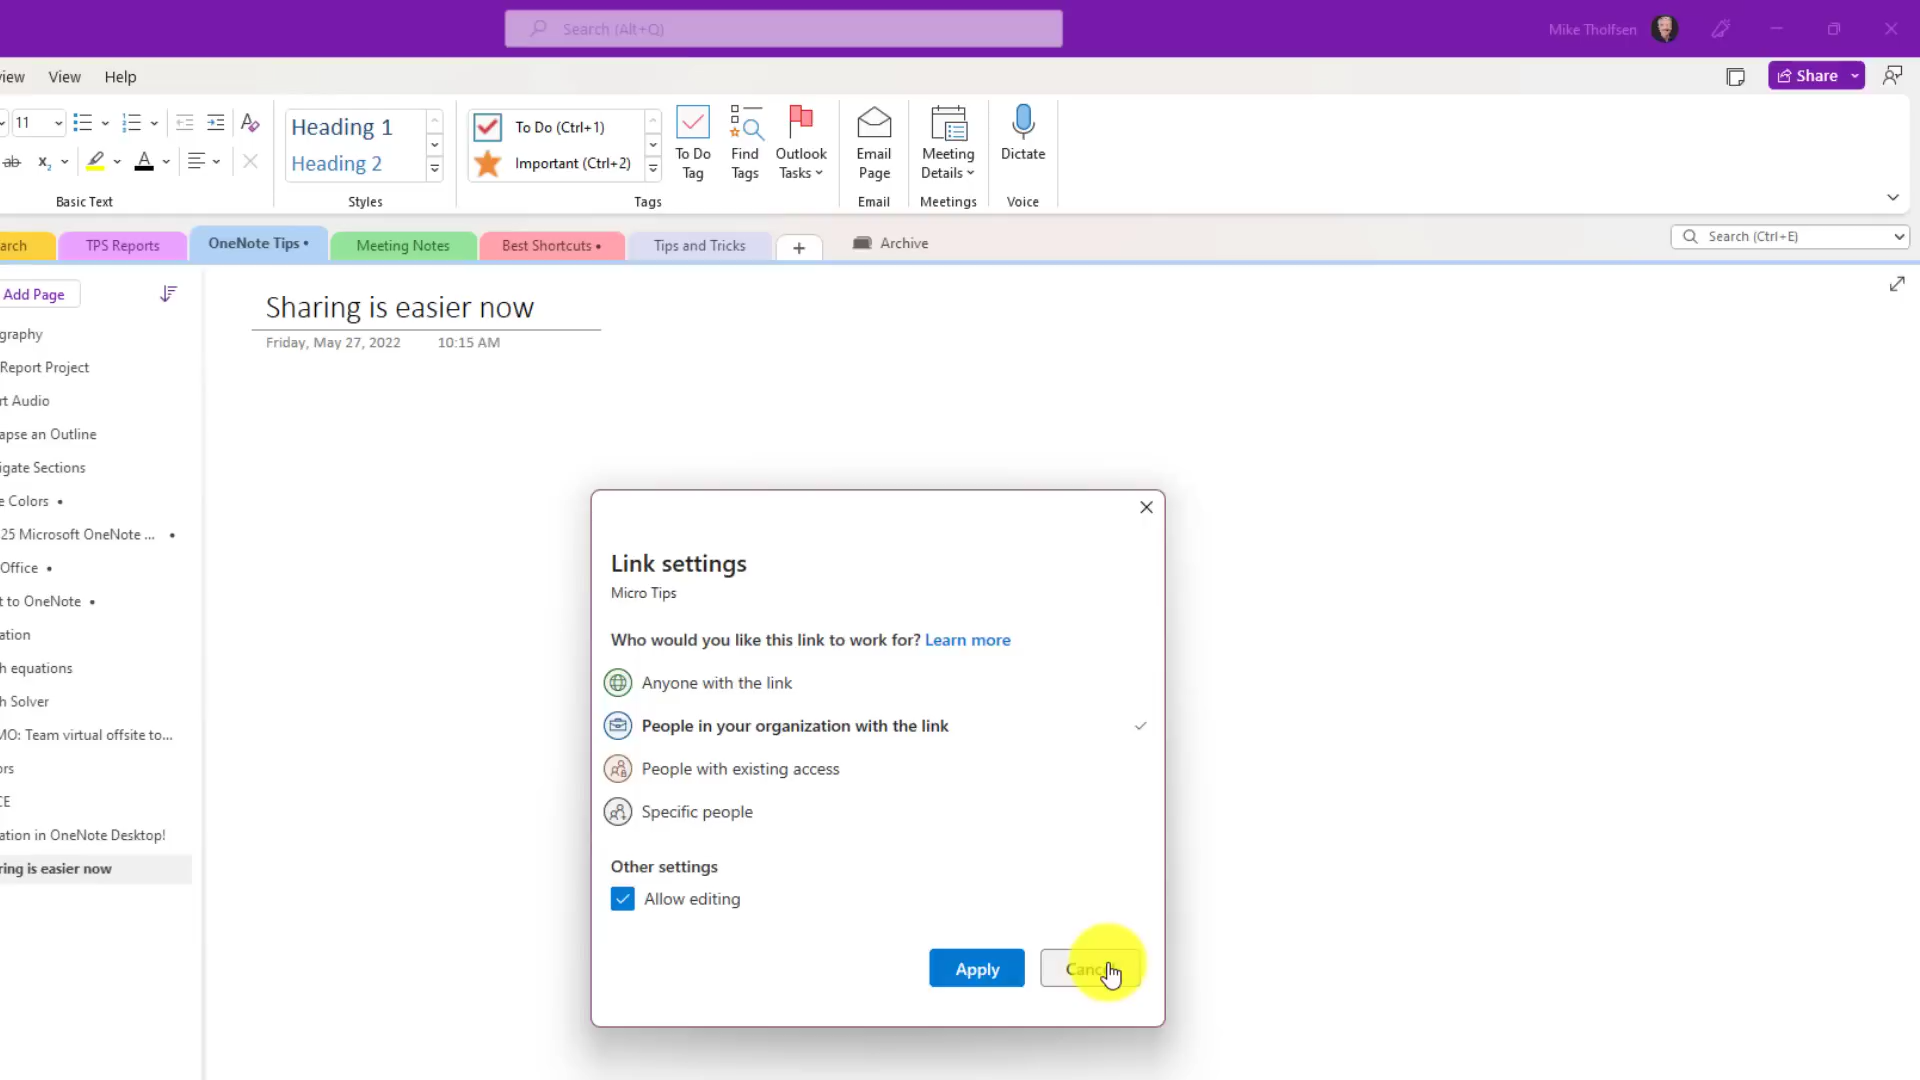 Search (Alt+Q)
Mike Tholfsen
view
View
Help
Share
11
ab
x₂
A
Basic Text
Heading 1
Heading 2
Styles
To Do (Ctrl+1)
Important (Ctrl+2)
To Do
Tag
Find
Tags
Outlook
Tasks
Tags
Email
Page
Email
Meeting
Details
Meetings
Dictate
Voice
arch
TPS Reports
OneNote Tips •
Meeting Notes
Best Shortcuts •
Tips and Tricks
+
Archive
Search (Ctrl+E)
Add Page
graphy
Report Project
rt Audio
apse an Outline
igate Sections
e Colors •
25 Microsoft OneNote ... •
Office •
t to OneNote •
ation
h equations
h Solver
MO: Team virtual offsite to...
ors
CE
ation in OneNote Desktop!
ring is easier now
Sharing is easier now
Friday, May 27, 2022 10:15 AM
Link settings
Micro Tips
Who would you like this link to work for? Learn more
Anyone with the link
People in your organization with the link
People with existing access
Specific people
Other settings
Allow editing
Apply
Cancel